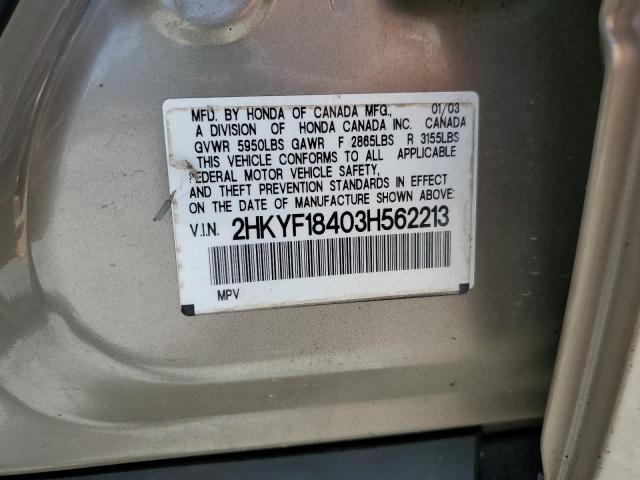 MFD. BY HONDA OF CANADA MFG., 01/03
A DIVISION OF HONDA CANADA INC. CANADA
GVWR 5950LBS GAWR F 2865LBS R 3155LBS
THIS VEHICLE CONFORMS TO ALL APPLICABLE
FEDERAL MOTOR VEHICLE SAFETY,
AND THEFT PREVENTION STANDARDS IN EFFECT
ON THE DATE OF MANUFACTURE SHOWN ABOVE:
V.I.N. 2HKYF18403H562213
MPV